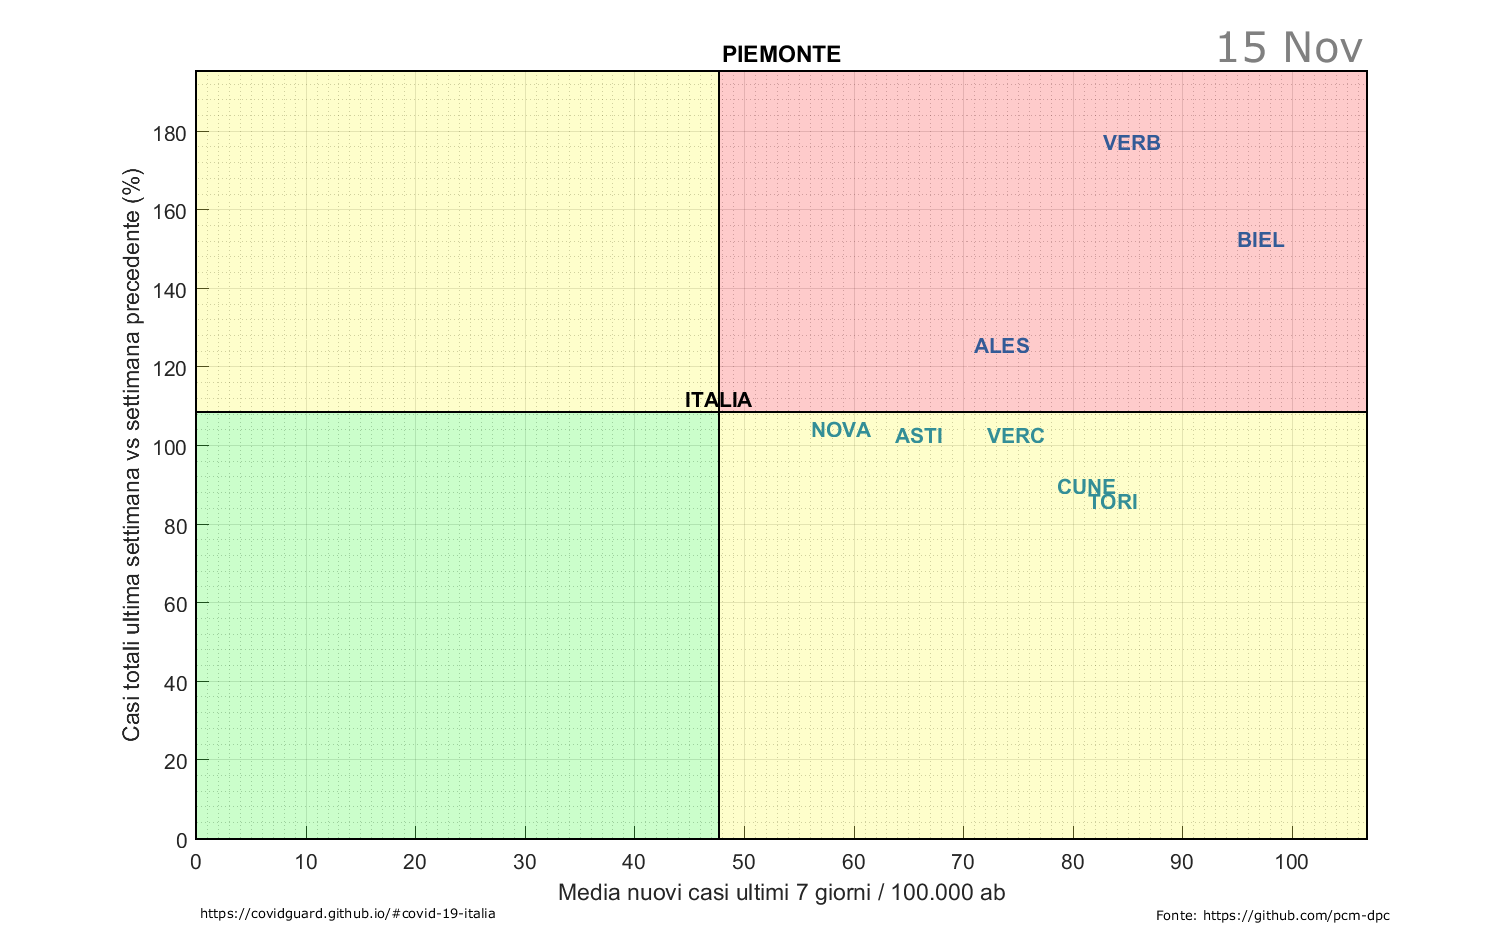 PIEMONTE
15 Nov
Casi totali ultima settimana vs settimana precedente (%)
180
160
140
120
100
80
60
40
20
0
VERB
BIEL
ALES
ITALIA
NOVA
ASTI
VERC
CUNE
TORI
0 10 20 30 40 50 60 70 80 90 100
Media nuovi casi ultimi 7 giorni / 100.000 ab
https://covidguard.github.io/#covid-19-italia
Fonte: https://github.com/pcm-dpc